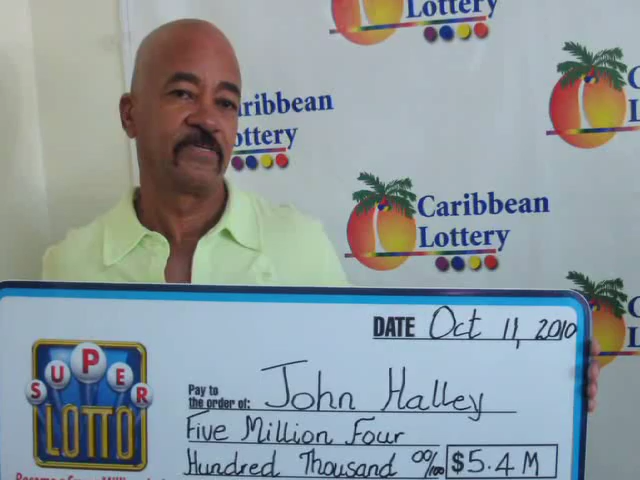 Lottery
Caribbean
Lottery
C
L
Caribbean
Lottery
C
L
DATE Oct 11, 2010
SUPER
LOTTO
Pay to
the order of: John Halley
Five Million Four
Hundred Thousand 00/100 $5.4M